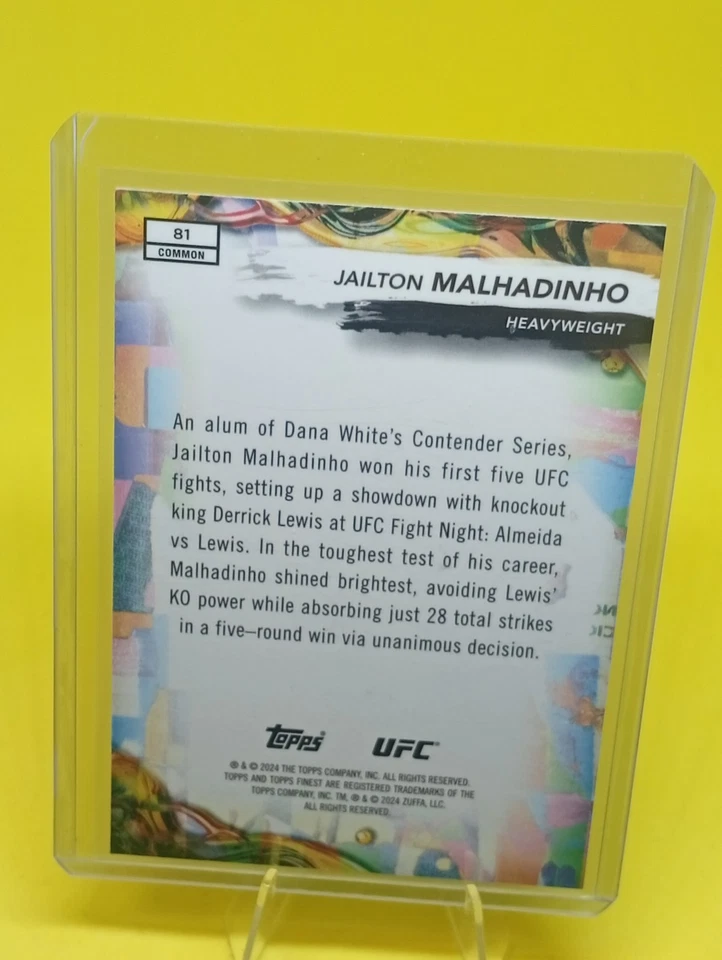 81
COMMON
JAILTON MALHADINHO
HEAVYWEIGHT
An alum of Dana White's Contender Series,
Jailton Malhadinho won his first five UFC
fights, setting up a showdown with knockout
king Derrick Lewis at UFC Fight Night: Almeida
vs Lewis. In the toughest test of his career,
Malhadinho shined brightest, avoiding Lewis'
KO power while absorbing just 28 total strikes
in a five–round win via unanimous decision.
Topps® UFC®
® & © 2024 THE TOPPS COMPANY, INC. ALL RIGHTS RESERVED.
TOPPS AND TOPPS FINEST ARE REGISTERED TRADEMARKS OF THE
TOPPS COMPANY, INC. TM, ® & © 2024 ZUFFA, LLC.
ALL RIGHTS RESERVED.